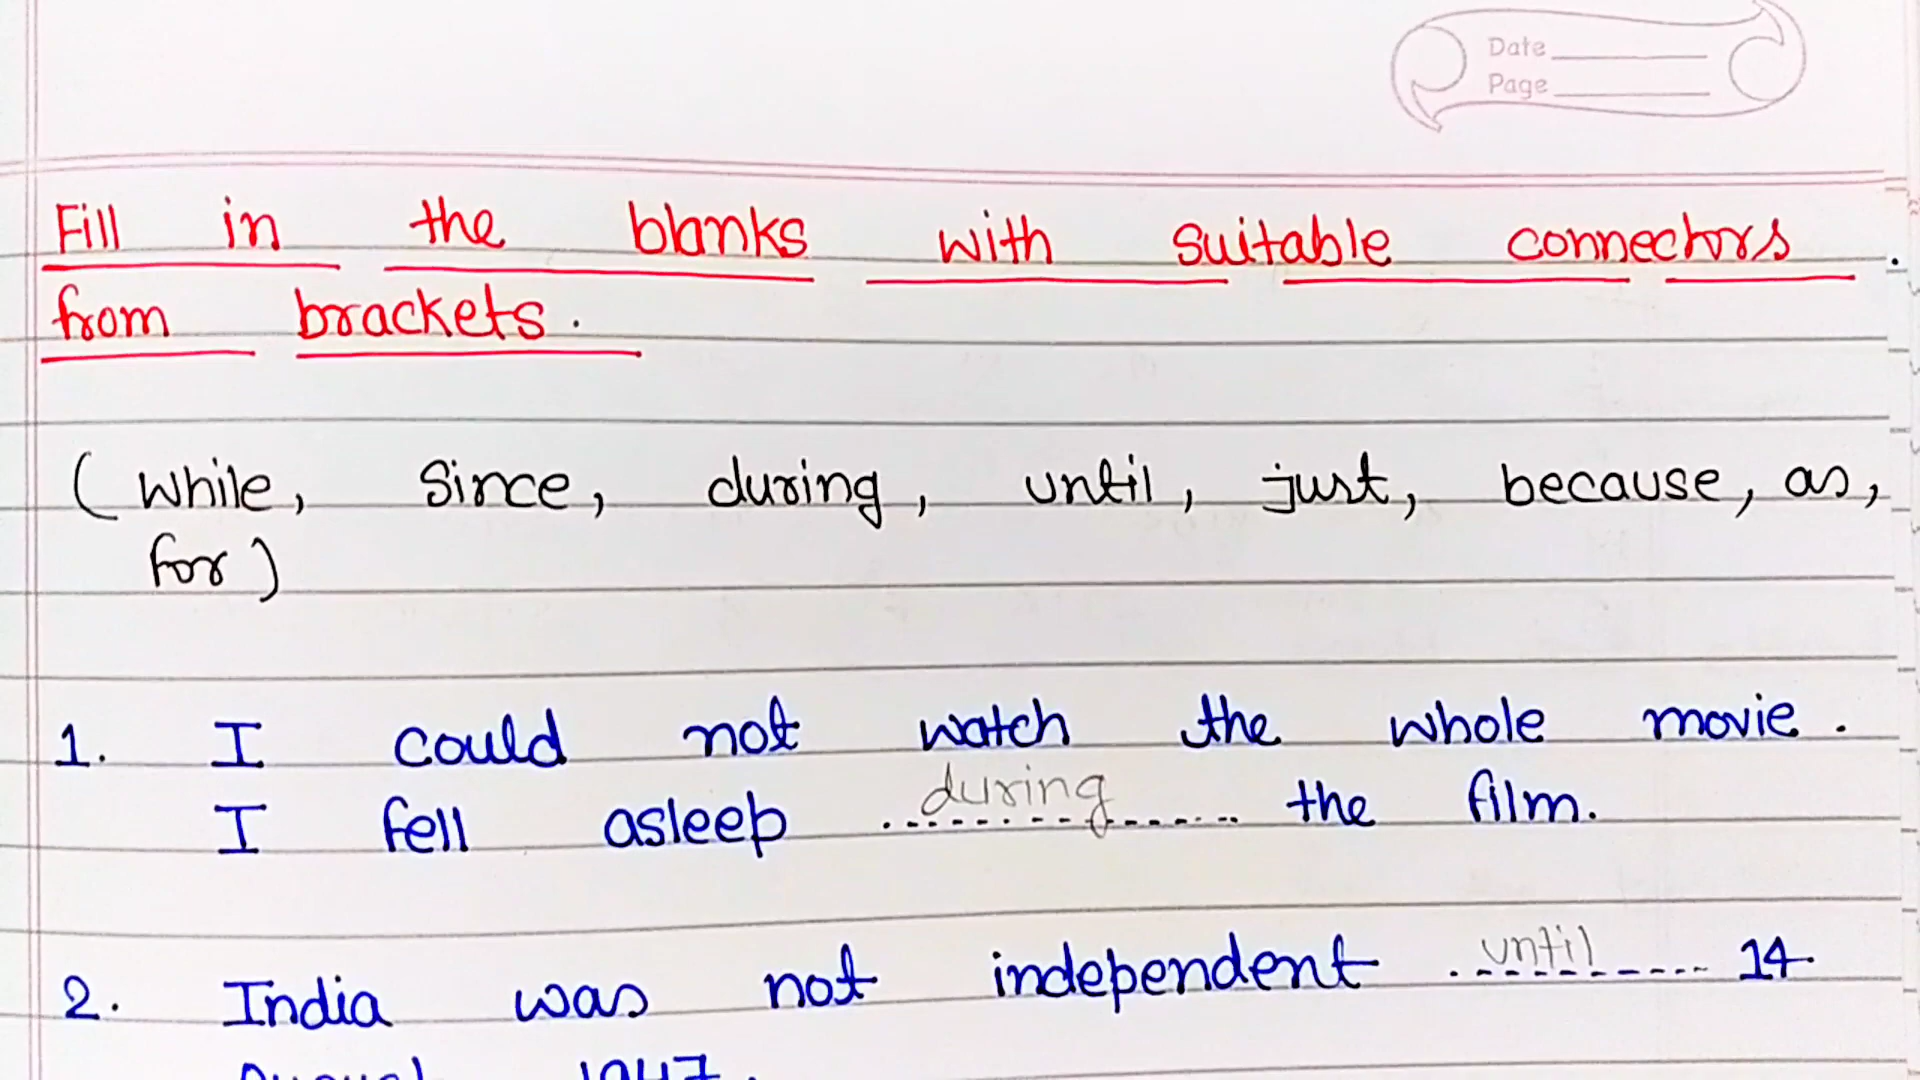 Date
Page
Fill in the blanks with suitable connectors.
from brackets.
(while, since, during, until, just, because, as,
for)
1. I could not watch the whole movie.
I fell asleep during the film.
2. India was not independent until 14
August 1947.